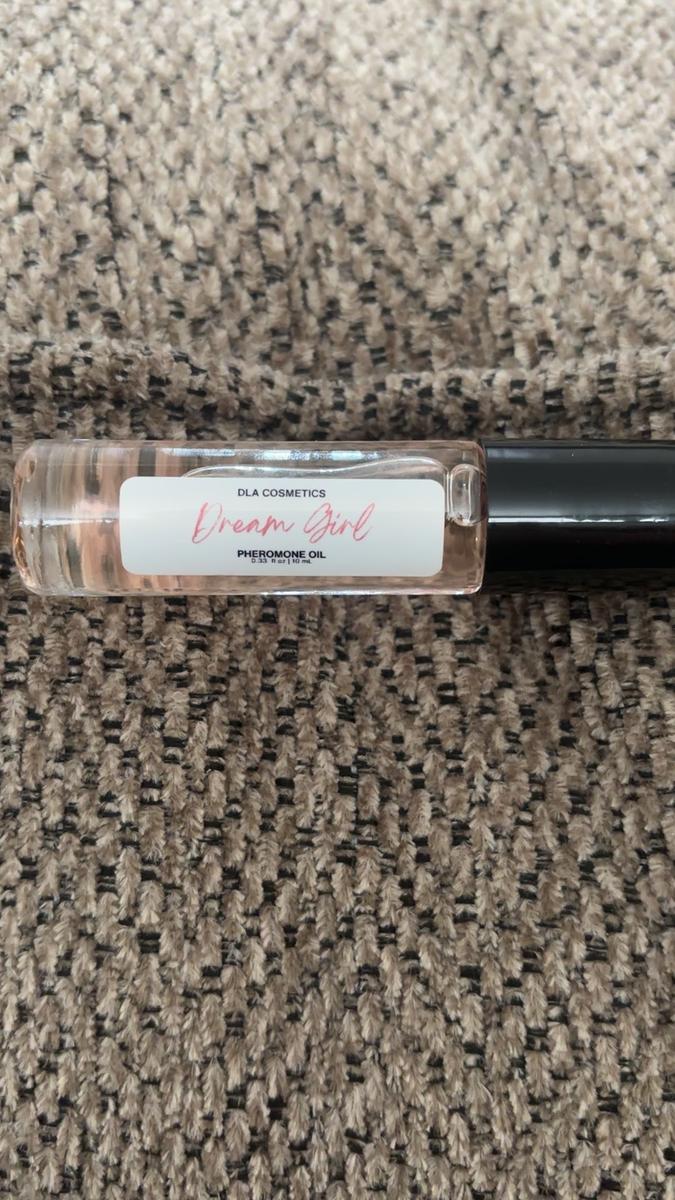 DLA COSMETICS
Dream Girl
PHEROMONE OIL
0.33 fl oz | 10 mL